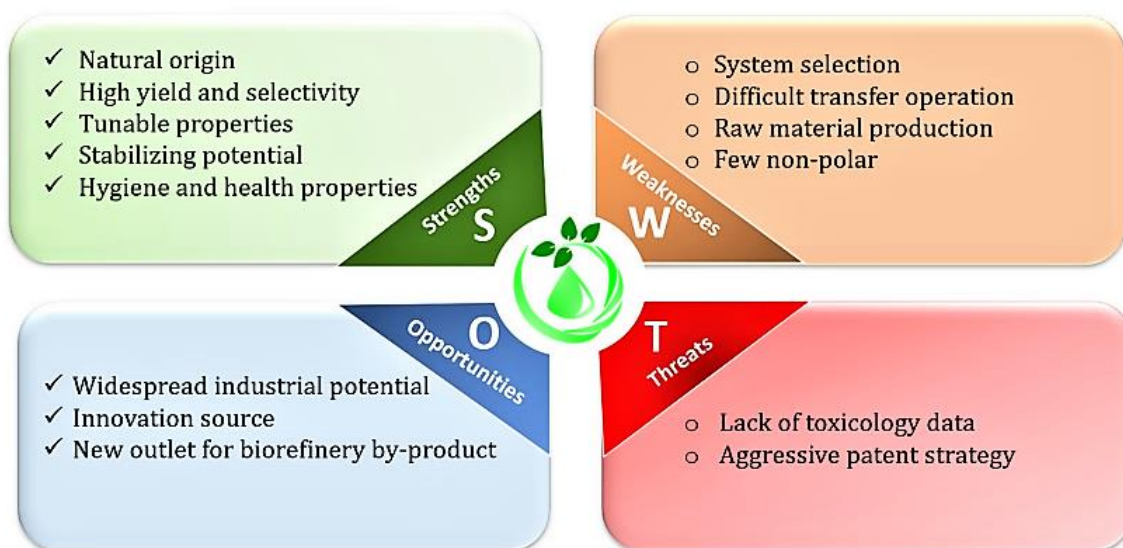 ✓ Natural origin
✓ High yield and selectivity
✓ Tunable properties
✓ Stabilizing potential
✓ Hygiene and health properties
Strengths
S
o System selection
o Difficult transfer operation
o Raw material production
o Few non-polar
Weaknesses
W
O
Opportunities
✓ Widespread industrial potential
✓ Innovation source
✓ New outlet for biorefinery by-product
T
Threats
o Lack of toxicology data
o Aggressive patent strategy